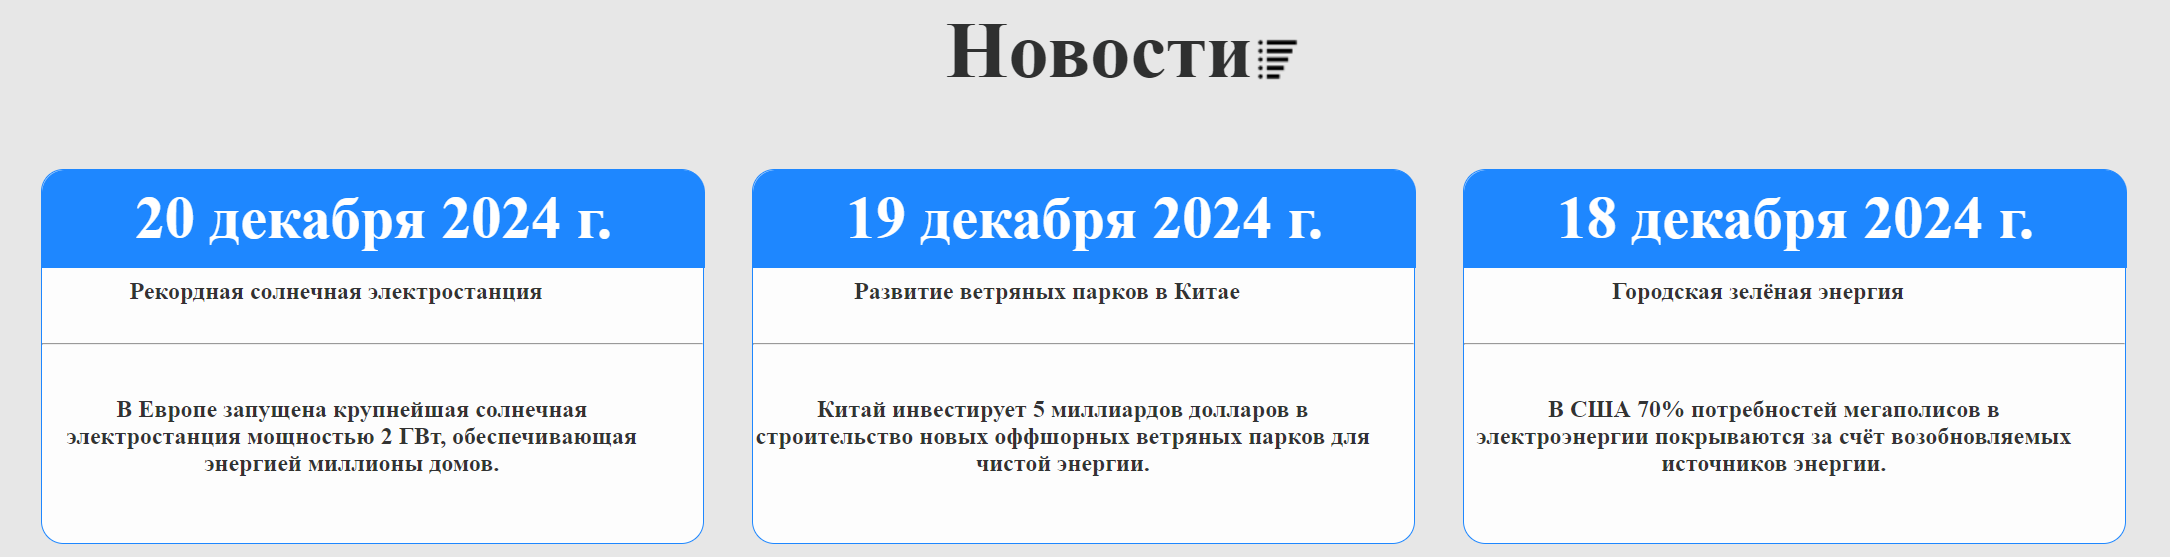 Новости
20 декабря 2024 г.
Рекордная солнечная электростанция
В Европе запущена крупнейшая солнечная
электростанция мощностью 2 ГВт, обеспечивающая
энергией миллионы домов.
19 декабря 2024 г.
Развитие ветряных парков в Китае
Китай инвестирует 5 миллиардов долларов в
строительство новых оффшорных ветряных парков для
чистой энергии.
18 декабря 2024 г.
Городская зелёная энергия
В США 70% потребностей мегаполисов в
электроэнергии покрываются за счёт возобновляемых
источников энергии.